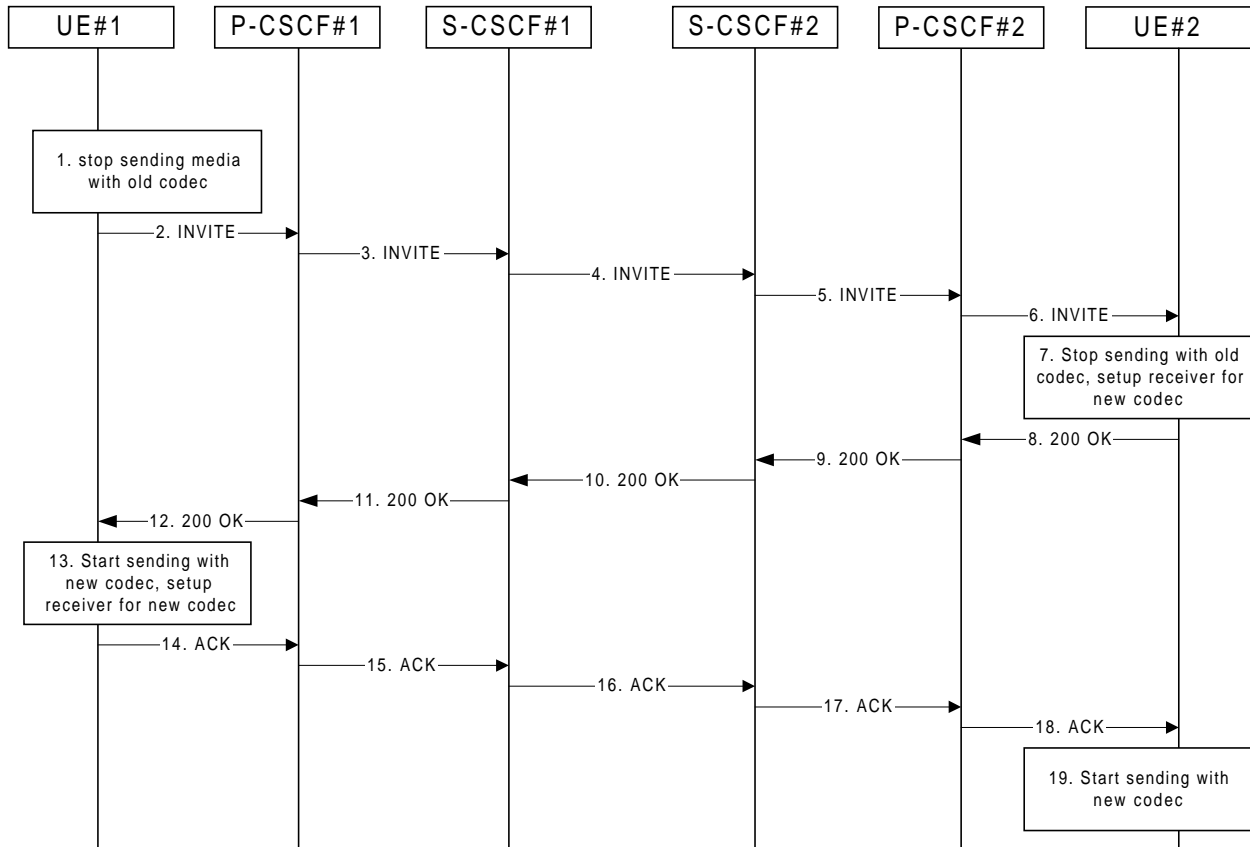 UE#1
P-CSCF#1
S-CSCF#1
S-CSCF#2
P-CSCF#2
UE#2
1. stop sending media
with old codec
2. INVITE
3. INVITE
4. INVITE
5. INVITE
6. INVITE
7. Stop sending with old
codec, setup receiver for
new codec
8. 200 OK
9. 200 OK
10. 200 OK
11. 200 OK
12. 200 OK
13. Start sending with
new codec, setup
receiver for new codec
14. ACK
15. ACK
16. ACK
17. ACK
18. ACK
19. Start sending with
new codec